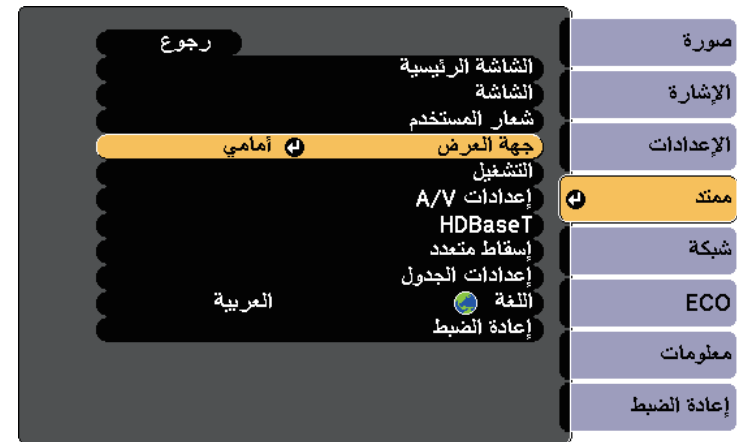 صورة
الإشارة
الإعدادات
ممتد
شبكة
ECO
معلومات
إعادة الضبط
رجوع
الشاشة الرئيسية
الشاشة
شعار المستخدم
جهة العرض أمامي
التشغيل
إعدادات A/V
HDBaseT
إسقاط متعدد
إعدادات الجدول
اللغة العربية
إعادة الضبط